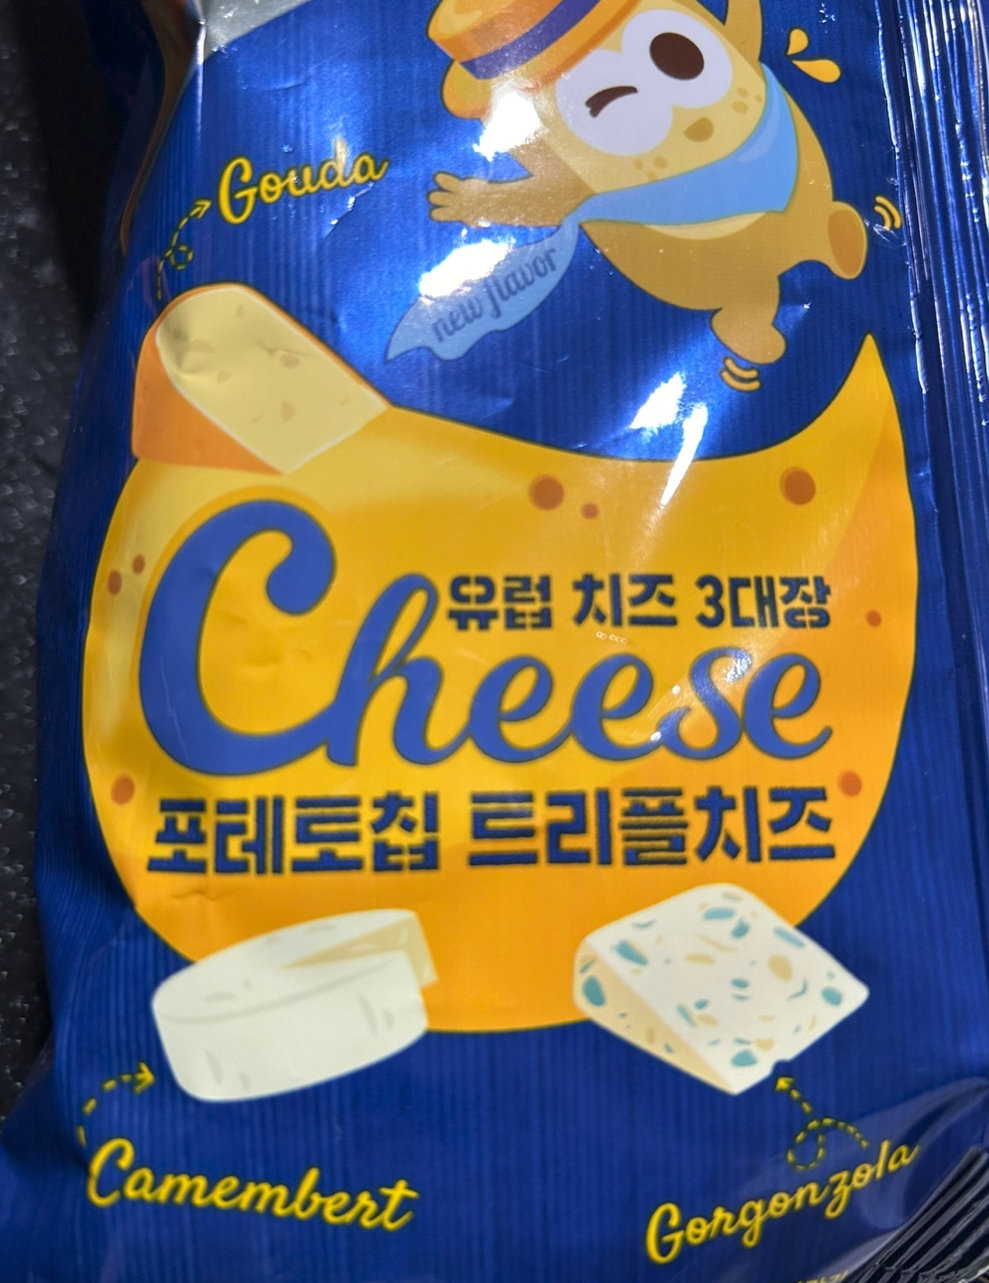 Gouda
new flavor
유럽 치즈 3대장
Cheese
포테토칩 트리플치즈
Camembert
Gorgonzola